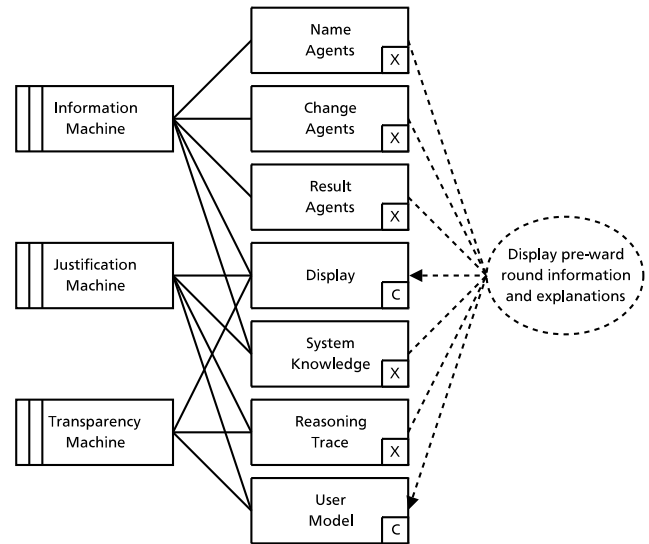 Name
Agents
X
Information
Machine
Change
Agents
X
Result
Agents
X
Justification
Machine
Display
C
Display pre-ward
round information
and explanations
System
Knowledge
X
Transparency
Machine
Reasoning
Trace
X
User
Model
C